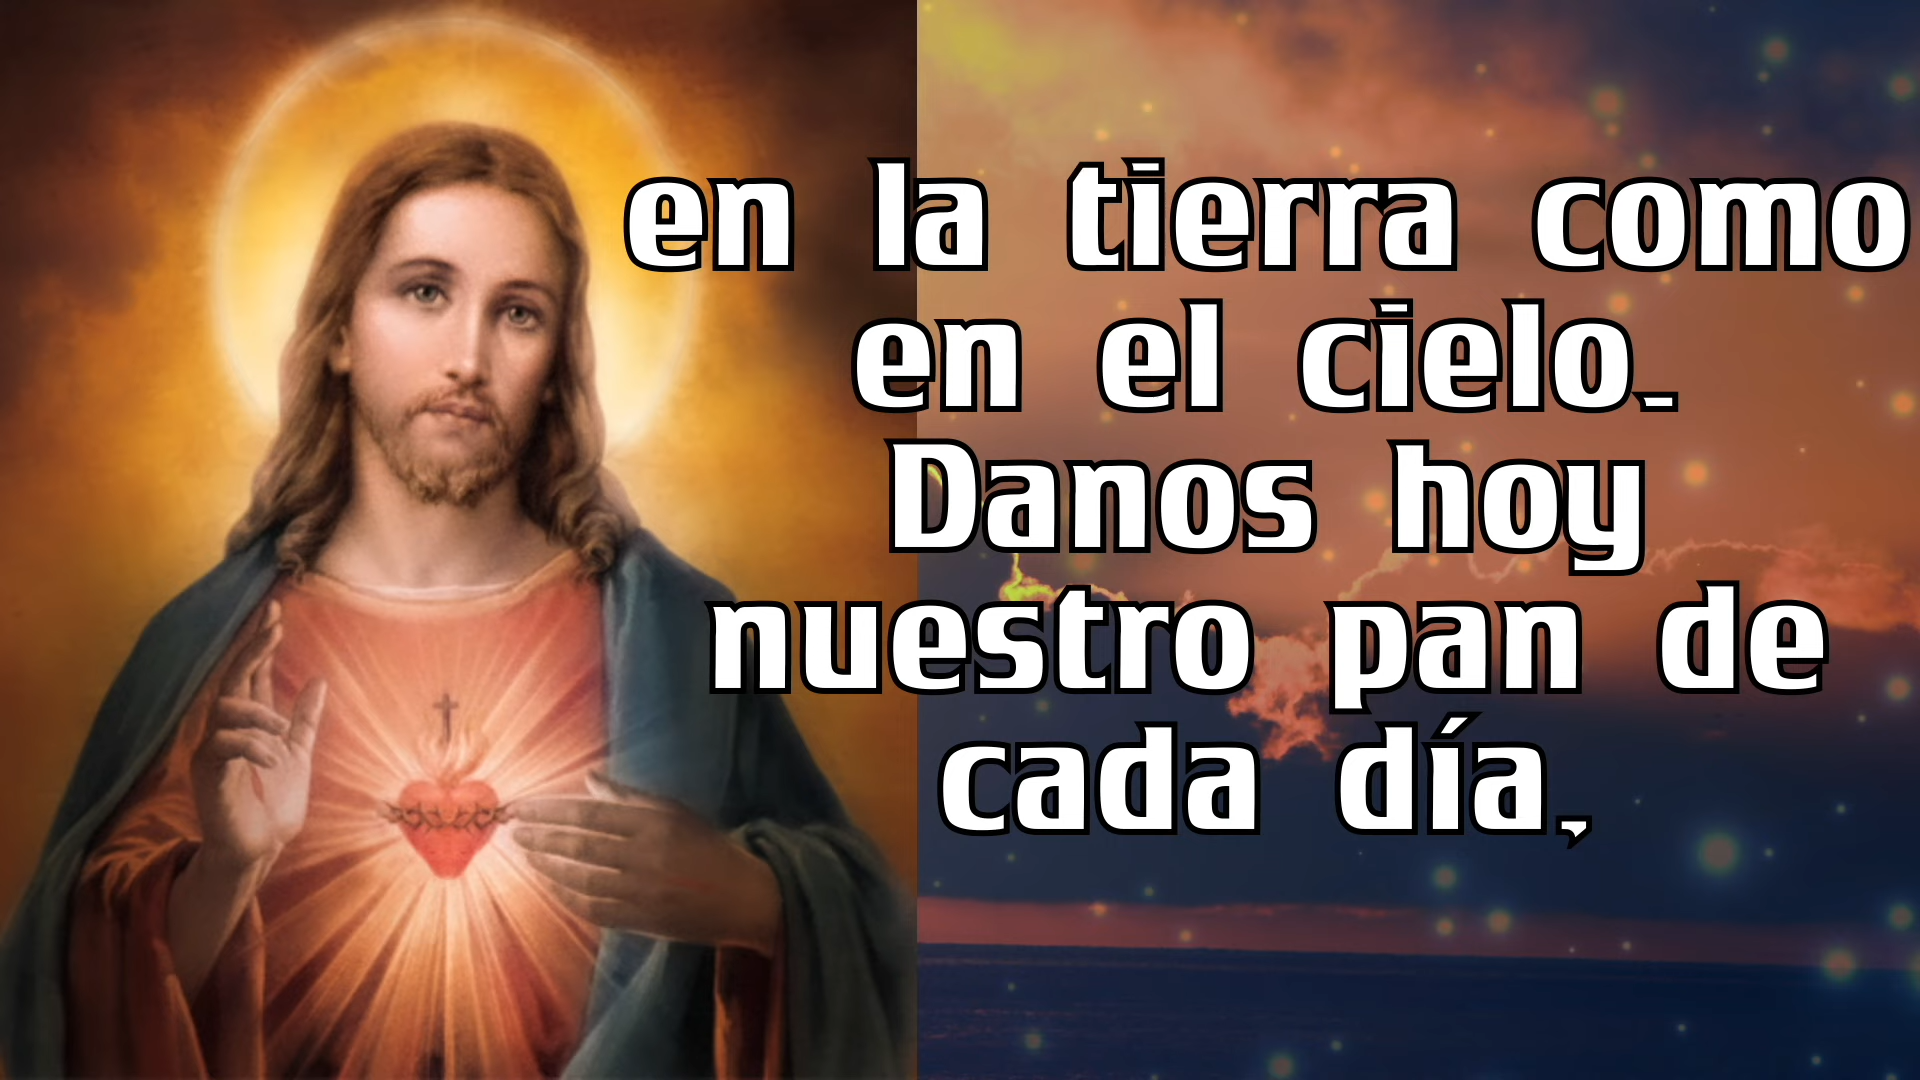 en la tierra como
en el cielo.
Danos hoy
nuestro pan de
cada día,